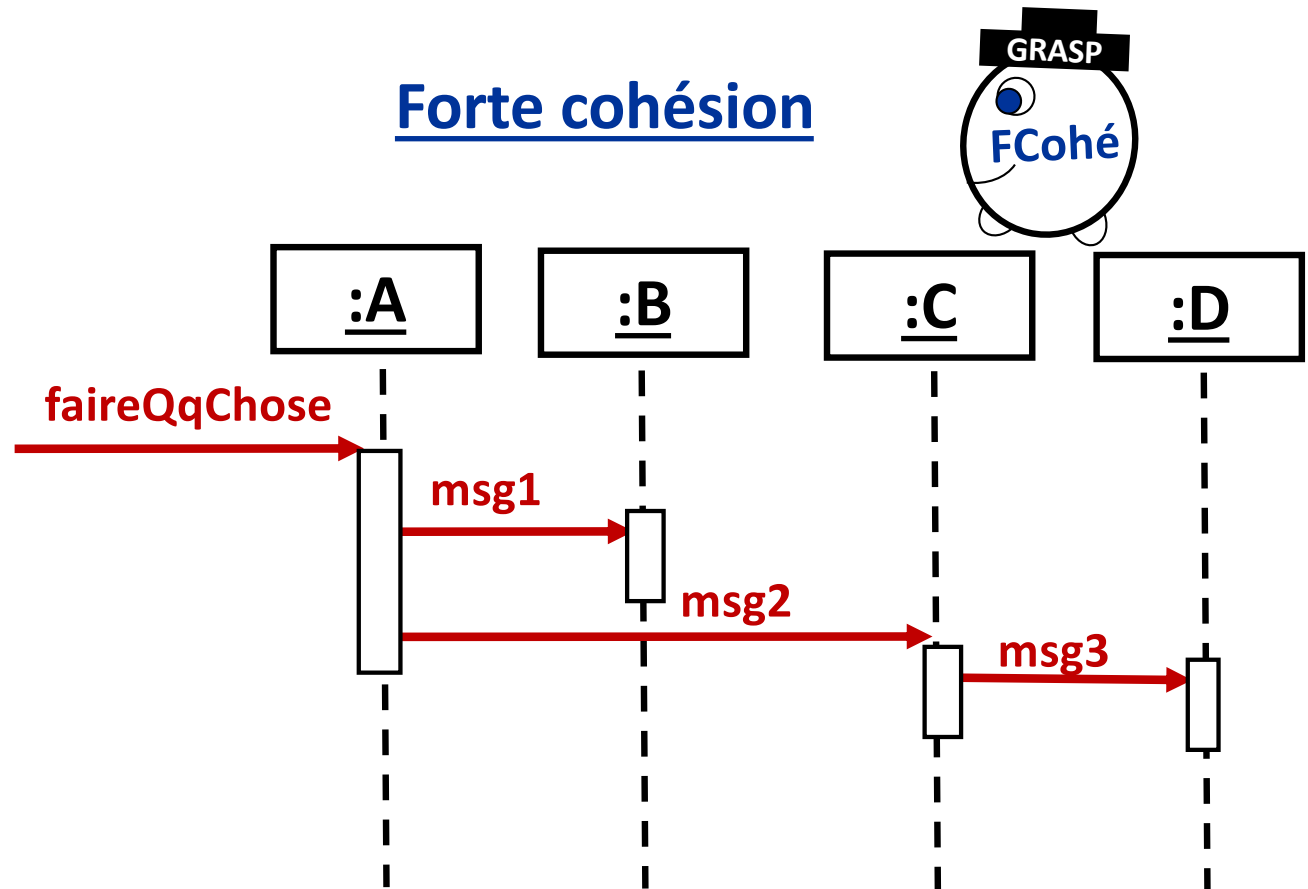 GRASP
Forte cohésion
FCohé
:A
:B
:C
:D
faireQqChose
msg1
msg2
msg3